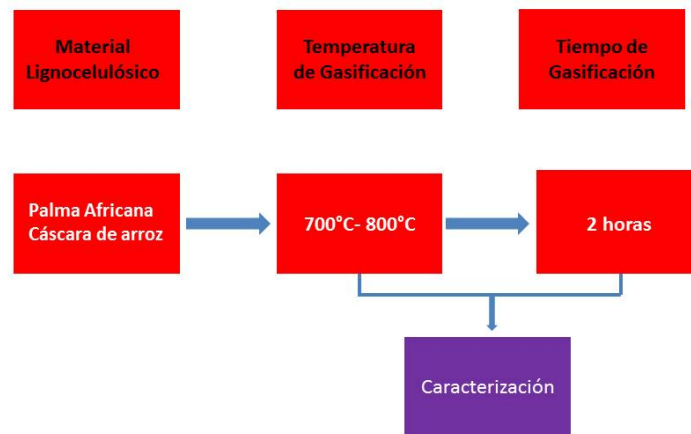 Material
Lignocelulósico
Temperatura
de Gasificación
Tiempo de
Gasificación
Palma Africana
Cáscara de arroz
700°C- 800°C
2 horas
Caracterización